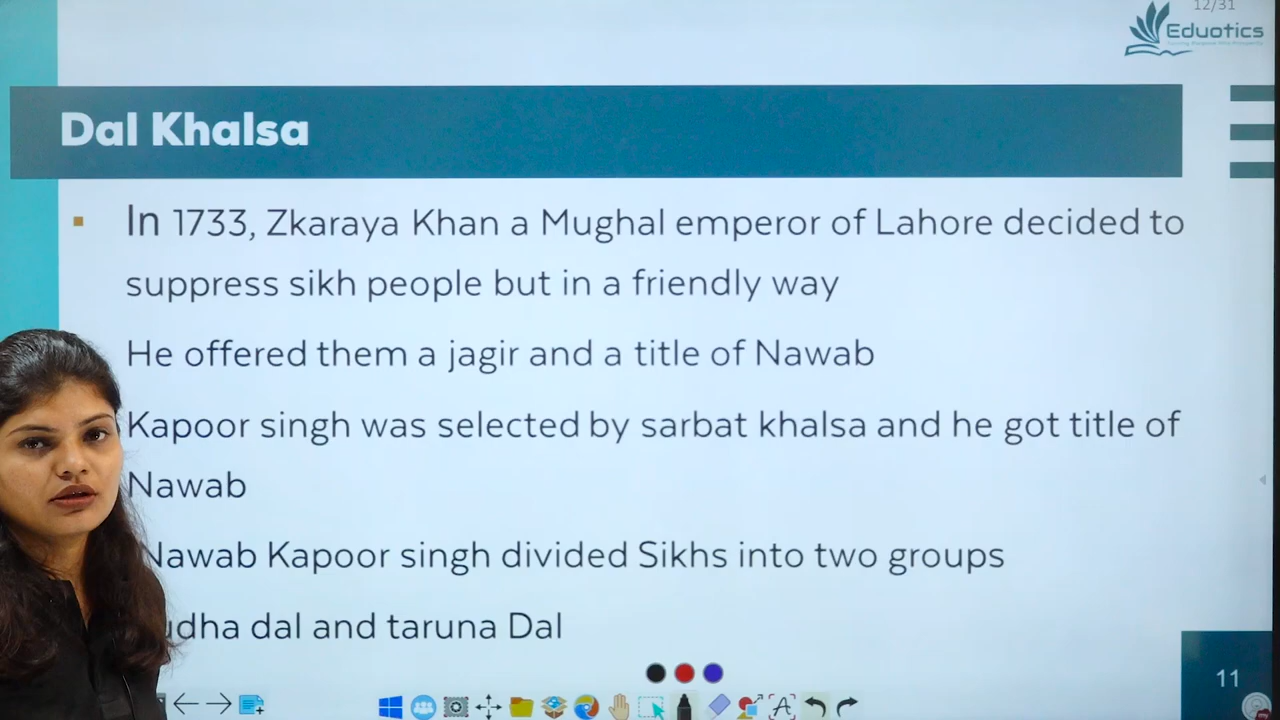 12/31
Eduotics
Dal Khalsa
In 1733, Zkaraya Khan a Mughal emperor of Lahore decided to
suppress sikh people but in a friendly way
He offered them a jagir and a title of Nawab
Kapoor singh was selected by sarbat khalsa and he got title of
Nawab
Nawab Kapoor singh divided Sikhs into two groups
udha dal and taruna Dal
11